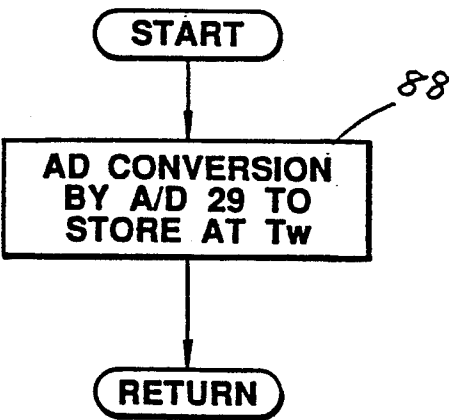 START
88
AD CONVERSION
BY A/D 29 TO
STORE AT Tw
RETURN